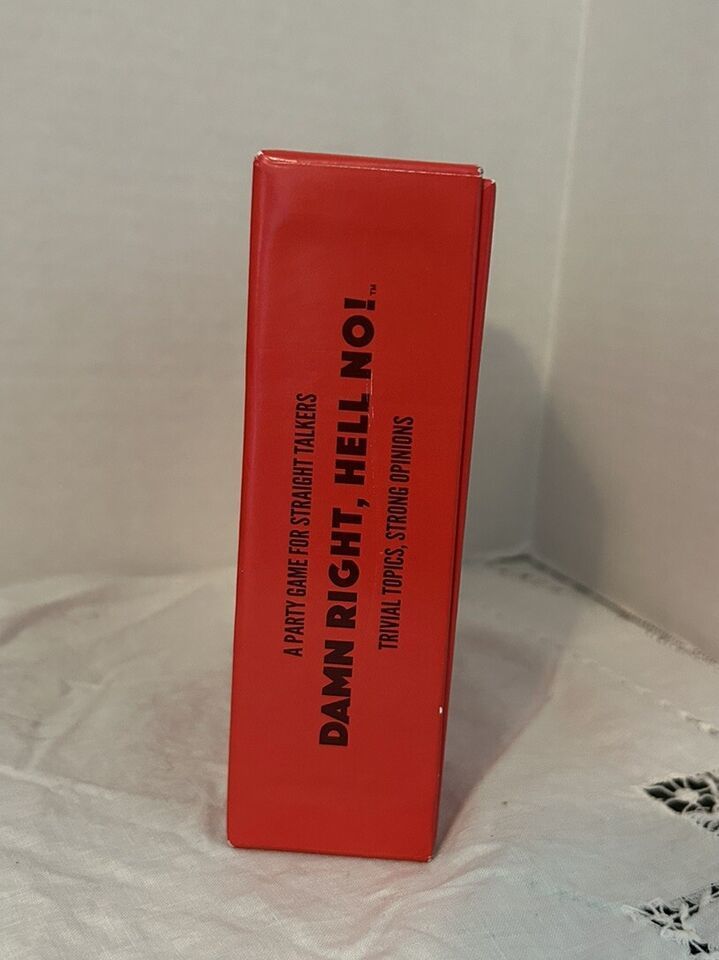 A PARTY GAME FOR STRAIGHT TALKERS
DAMN RIGHT, HELL NO!™
TRIVIAL TOPICS, STRONG OPINIONS